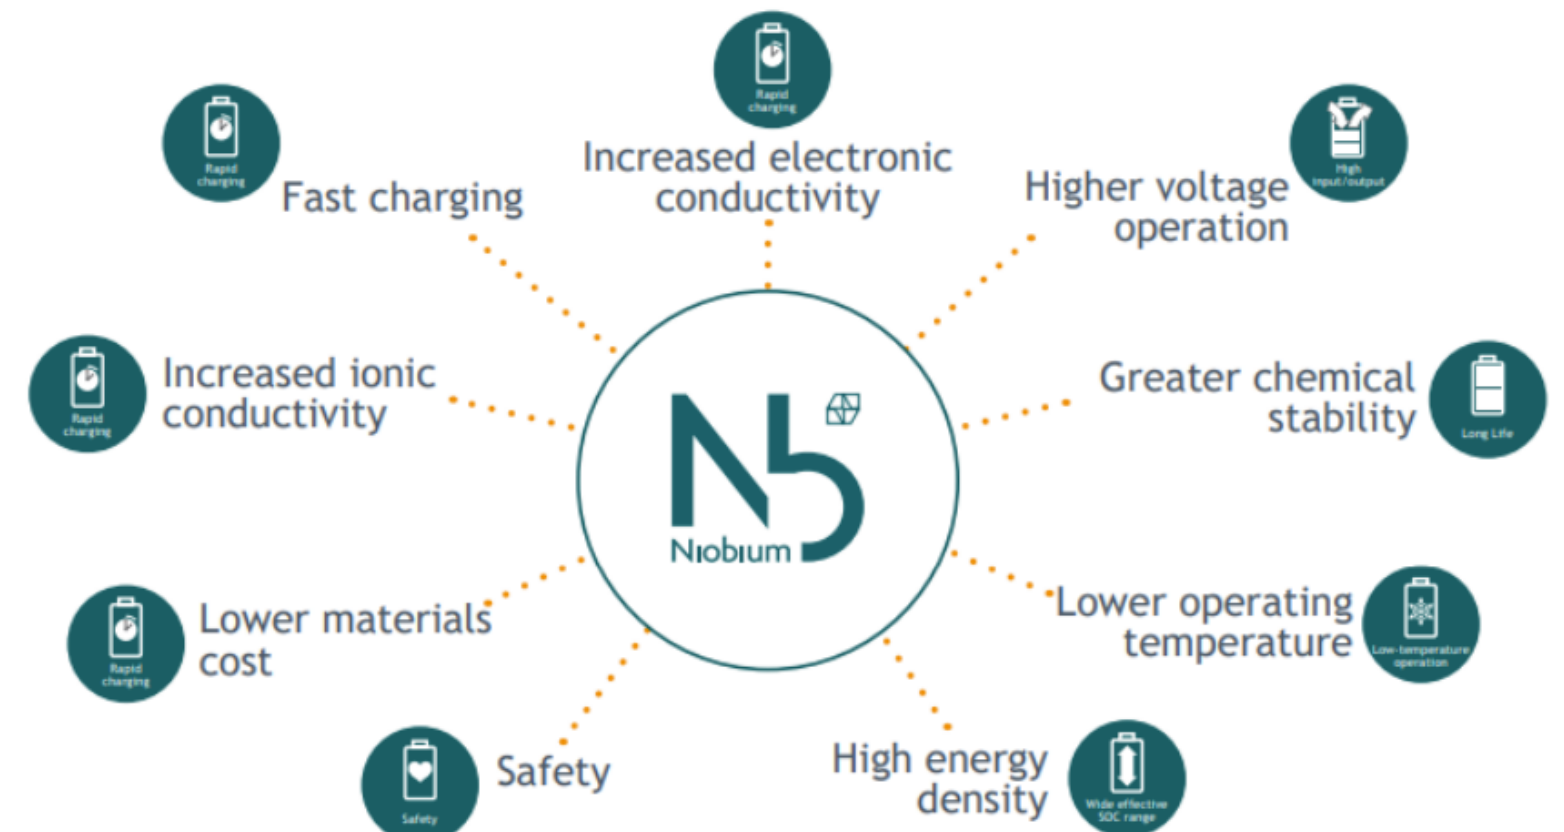 Rapid
charging
Increased electronic
conductivity
Rapid
charging
Fast charging
High
input/output
Higher voltage
operation
Rapid
charging
Increased ionic
conductivity
Greater chemical
stability
Long Life
Nb
Niobium
Rapid
charging
Lower materials
cost
Lower operating
temperature
Low-temperature
operation
Safety
Safety
High energy
density
Wide effective
SOC range